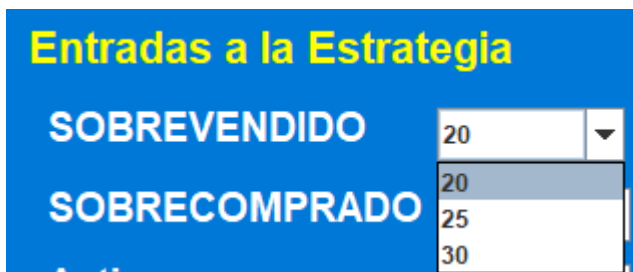 Entradas a la Estrategia
SOBREVENDIDO 20
20
SOBRECOMPRADO
25
30